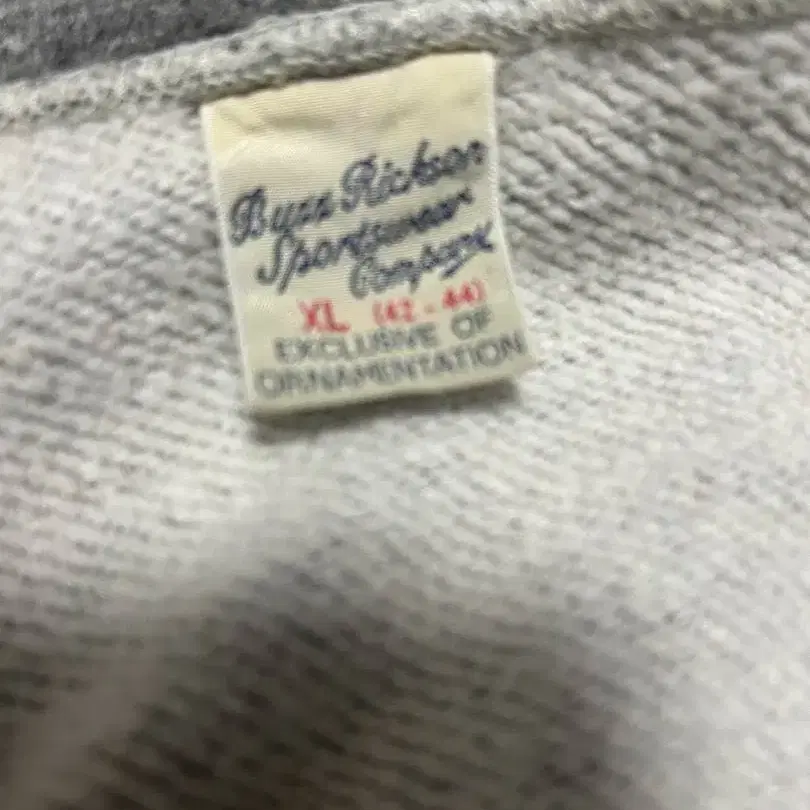 Buzz Rickson
Sportswear
Company
XL (42-44)
EXCLUSIVE OF
ORNAMENTATION